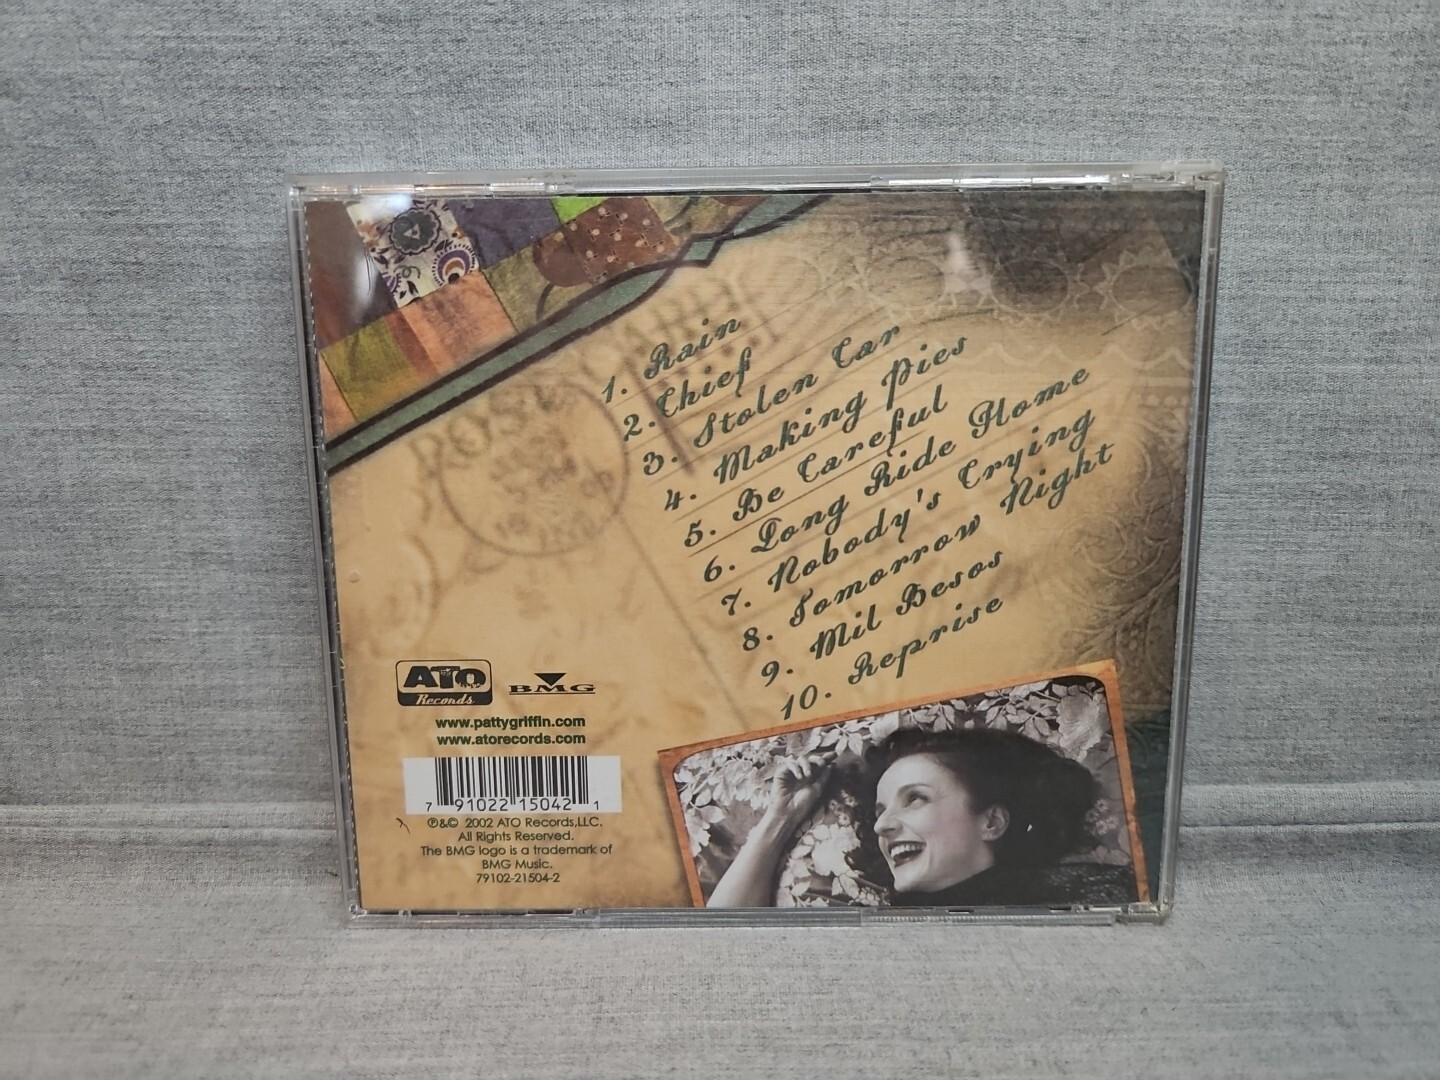 1. Rain
2. Chief
3. Stolen Car
4. Making Pies
5. Be Careful
6. Long Ride Home
7. Nobody's Crying
8. Tomorrow Night
9. Mil Besos
10. Reprise
ATO
Records
BMG
www.pattygriffin.com
www.atorecords.com
7 91022 15042 1
℗&© 2002 ATO Records,LLC.
All Rights Reserved.
The BMG logo is a trademark of
BMG Music.
79102-21504-2